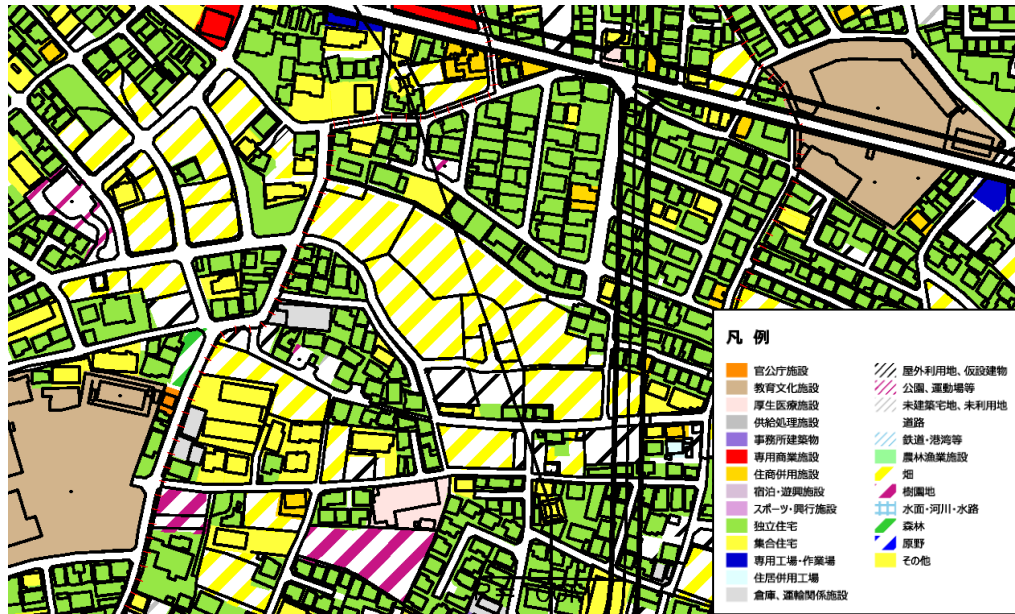 凡 例
官公庁施設
教育文化施設
厚生医療施設
供給処理施設
事務所建築物
専用商業施設
住商併用施設
宿泊・遊興施設
スポーツ・興行施設
独立住宅
集合住宅
専用工場・作業場
住居併用工場
倉庫、運輸関係施設
屋外利用地、仮設建物
公園、運動場等
未建築宅地、未利用地
道路
鉄道・港湾等
農林漁業施設
畑
樹園地
水面・河川・水路
森林
原野
その他